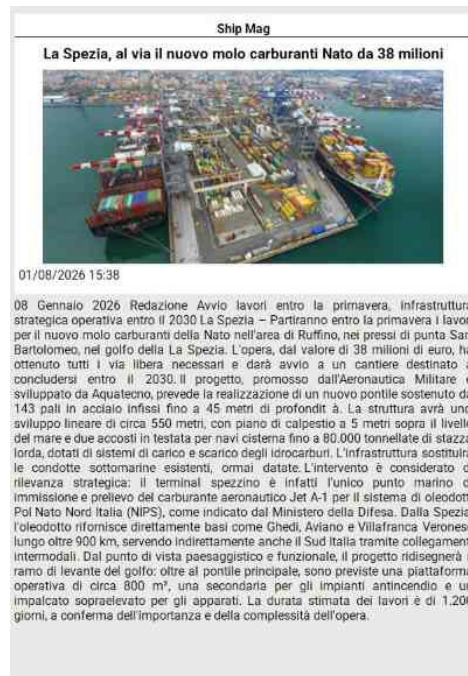 Ship Mag
La Spezia, al via il nuovo molo carburanti Nato da 38 milioni
01/08/2026 15:38
08 Gennaio 2026 Redazione Avvio lavori entro la primavera, infrastruttura
strategica operativa entro il 2030 La Spezia – Partiranno entro la primavera i lavori
per il nuovo molo carburanti della Nato nell'area di Ruffino, nei pressi di punta San
Bartolomeo, nel golfo della La Spezia. L'opera, dal valore di 38 milioni di euro, ha
ottenuto tutti i via libera necessari e darà avvio a un cantiere destinato a
concludersi entro il 2030. Il progetto, promosso dall'Aeronautica Militare e
sviluppato da Aquatecno, prevede la realizzazione di un nuovo pontile sostenuto da
143 pali in acciaio infissi fino a 45 metri di profondit à. La struttura avrà uno
sviluppo lineare di circa 550 metri, con piano di calpestio a 5 metri sopra il livello
del mare e due accosti in testata per navi cisterna fino a 80.000 tonnellate di stazza
lorda, dotati di sistemi di carico e scarico degli idrocarburi. L'infrastruttura sostituirà
le condotte sottomarine esistenti, ormai datate. L'intervento è considerato di
rilevanza strategica: il terminal spezzino è infatti l'unico punto marino di
immissione e prelievo del carburante aeronautico Jet A-1 per il sistema di oleodotti
Pol Nato Nord Italia (NIPS), come indicato dal Ministero della Difesa. Dalla Spezia
l'oleodotto rifornisce direttamente basi come Ghedi, Aviano e Villafranca Veronese,
lungo oltre 900 km, servendo indirettamente anche il Sud Italia tramite collegamenti
intermodali. Dal punto di vista paesaggistico e funzionale, il progetto ridisegnerà il
ramo di levante del golfo: oltre al pontile principale, sono previste una piattaforma
operativa di circa 800 m², una secondaria per gli impianti antincendio e un
impalcato sopraelevato per gli apparati. La durata stimata dei lavori è di 1.200
giorni, a conferma dell'importanza e della complessità dell'opera.